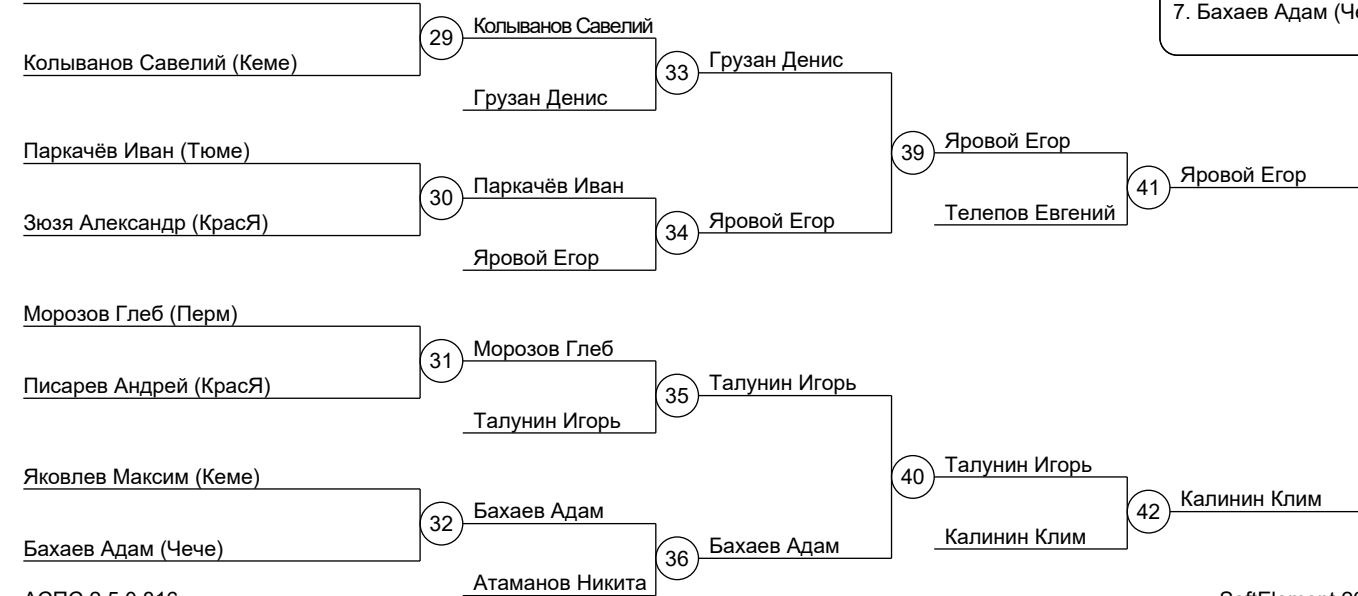 7. Бахаев Адам
29
Колыванов Савелий
Колыванов Савелий (Кеме)
33
Грузан Денис
Грузан Денис
Паркачёв Иван (Тюме)
39
Яровой Егор
30
Паркачёв Иван
41
Яровой Егор
Зюзя Александр (КрасЯ)
34
Яровой Егор
Телепов Евгений
Яровой Егор
Морозов Глеб (Перм)
31
Морозов Глеб
Писарев Андрей (КрасЯ)
35
Талунин Игорь
Талунин Игорь
Яковлев Максим (Кеме)
40
Талунин Игорь
32
Бахаев Адам
42
Калинин Клим
Бахаев Адам (Чече)
36
Бахаев Адам
Калинин Клим
Атаманов Никита